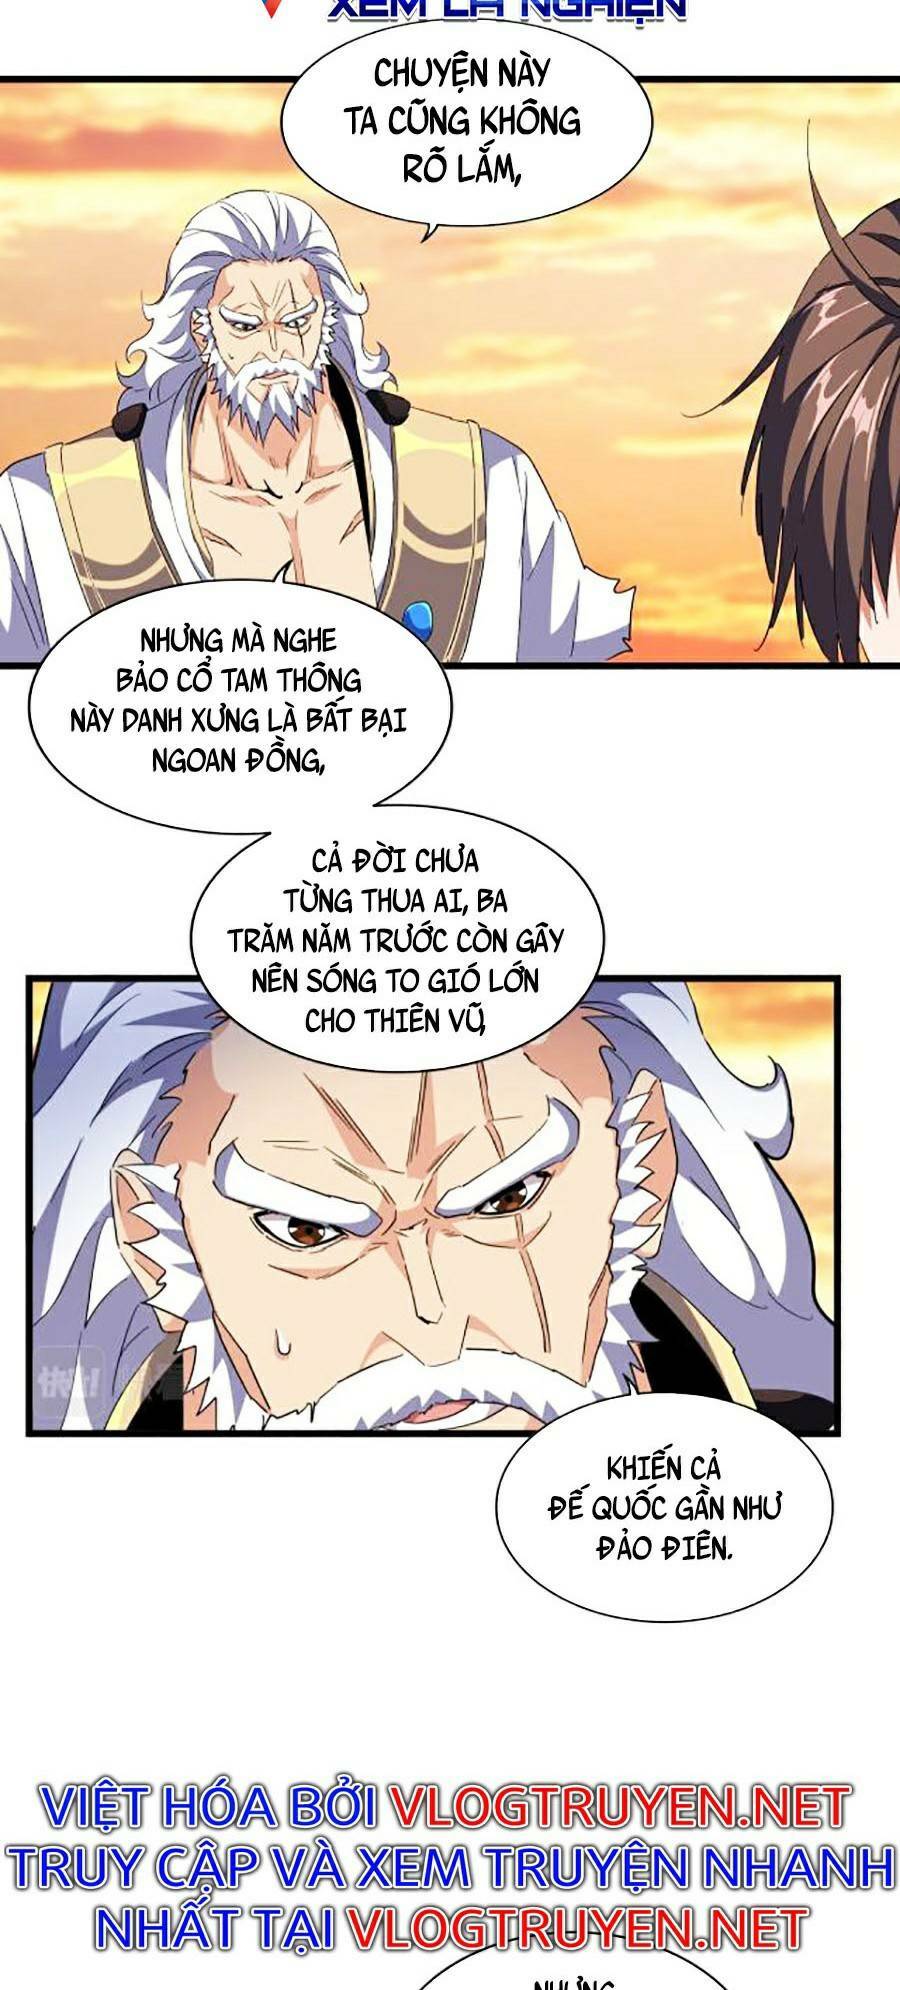 XEM LÀ NGHIỆN
CHUYỆN NÀY
TA CŨNG KHÔNG
RÕ LẮM,
NHƯNG MÀ NGHE
BẢO CỔ TAM THÔNG
NÀY DANH XƯNG LÀ BẤT BẠI
NGOAN ĐỒNG,
CẢ ĐỜI CHƯA
TỪNG THUA AI, BA
TRĂM NĂM TRƯỚC CÒN GÂY
NÊN SÓNG TO GIÓ LỚN
CHO THIÊN VŨ,
快看!
KHIẾN CẢ
ĐẾ QUỐC GẦN NHƯ
ĐẢO ĐIÊN.
VIỆT HÓA BỞI VLOGTRUYEN.NET
TRUY CẬP VÀ XEM TRUYỆN NHANH
NHẤT TẠI VLOGTRUYEN.NET
NHƯNG